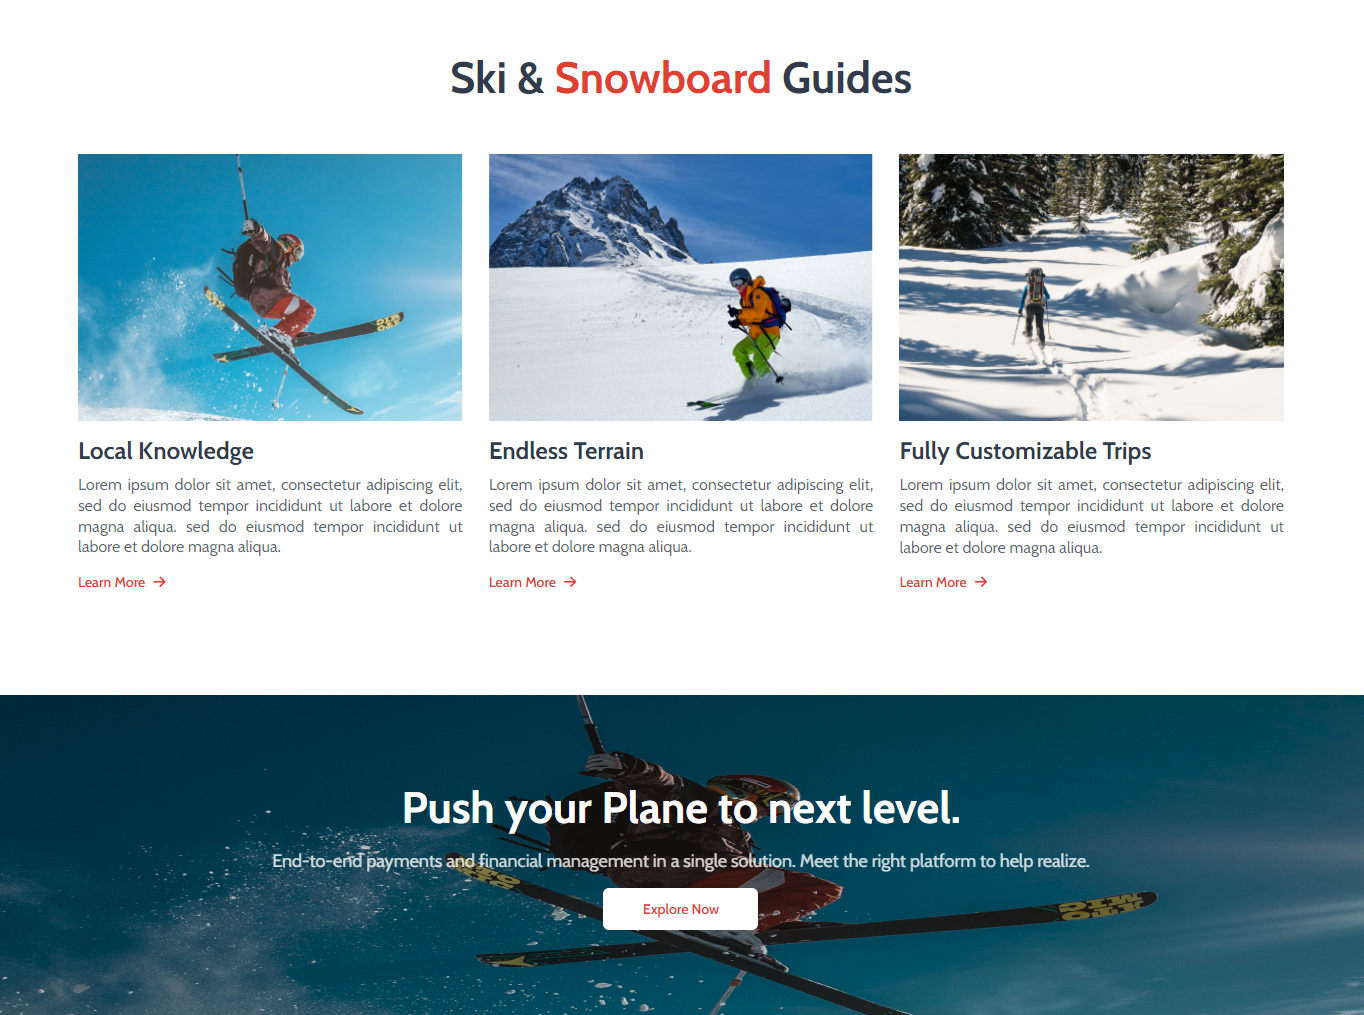 Ski & Snowboard Guides
Local Knowledge
Lorem ipsum dolor sit amet, consectetur adipiscing elit,
sed do eiusmod tempor incididunt ut labore et dolore
magna aliqua. sed do eiusmod tempor incididunt ut
labore et dolore magna aliqua.
Learn More →
Endless Terrain
Lorem ipsum dolor sit amet, consectetur adipiscing elit,
sed do eiusmod tempor incididunt ut labore et dolore
magna aliqua. sed do eiusmod tempor incididunt ut
labore et dolore magna aliqua.
Learn More →
Fully Customizable Trips
Lorem ipsum dolor sit amet, consectetur adipiscing elit,
sed do eiusmod tempor incididunt ut labore et dolore
magna aliqua. sed do eiusmod tempor incididunt ut
labore et dolore magna aliqua.
Learn More →
Push your Plane to next level.
End-to-end payments and financial management in a single solution. Meet the right platform to help realize.
Explore Now